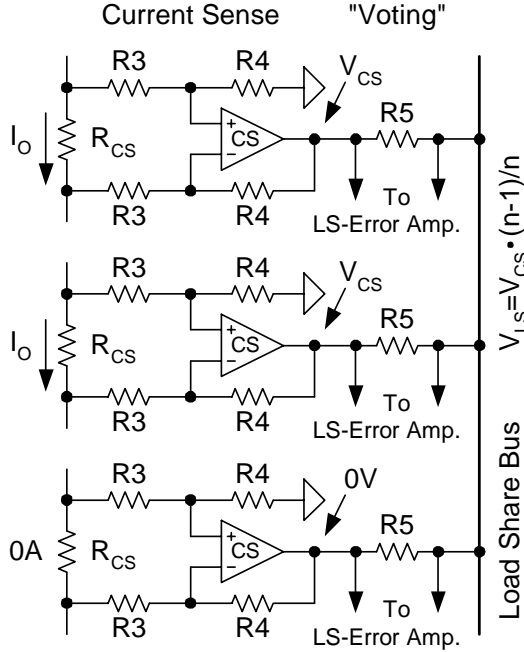 Current Sense "Voting"
R3 R4 V_CS
I_O R_CS + CS − R5
R3 R4 To
LS-Error Amp.
R3 R4 V_CS
I_O R_CS + CS − R5
R3 R4 To
LS-Error Amp.
R3 R4 0V
0A R_CS + CS − R5
R3 R4 To
LS-Error Amp.
V_LS=V_CS•(n-1)/n
Load Share Bus